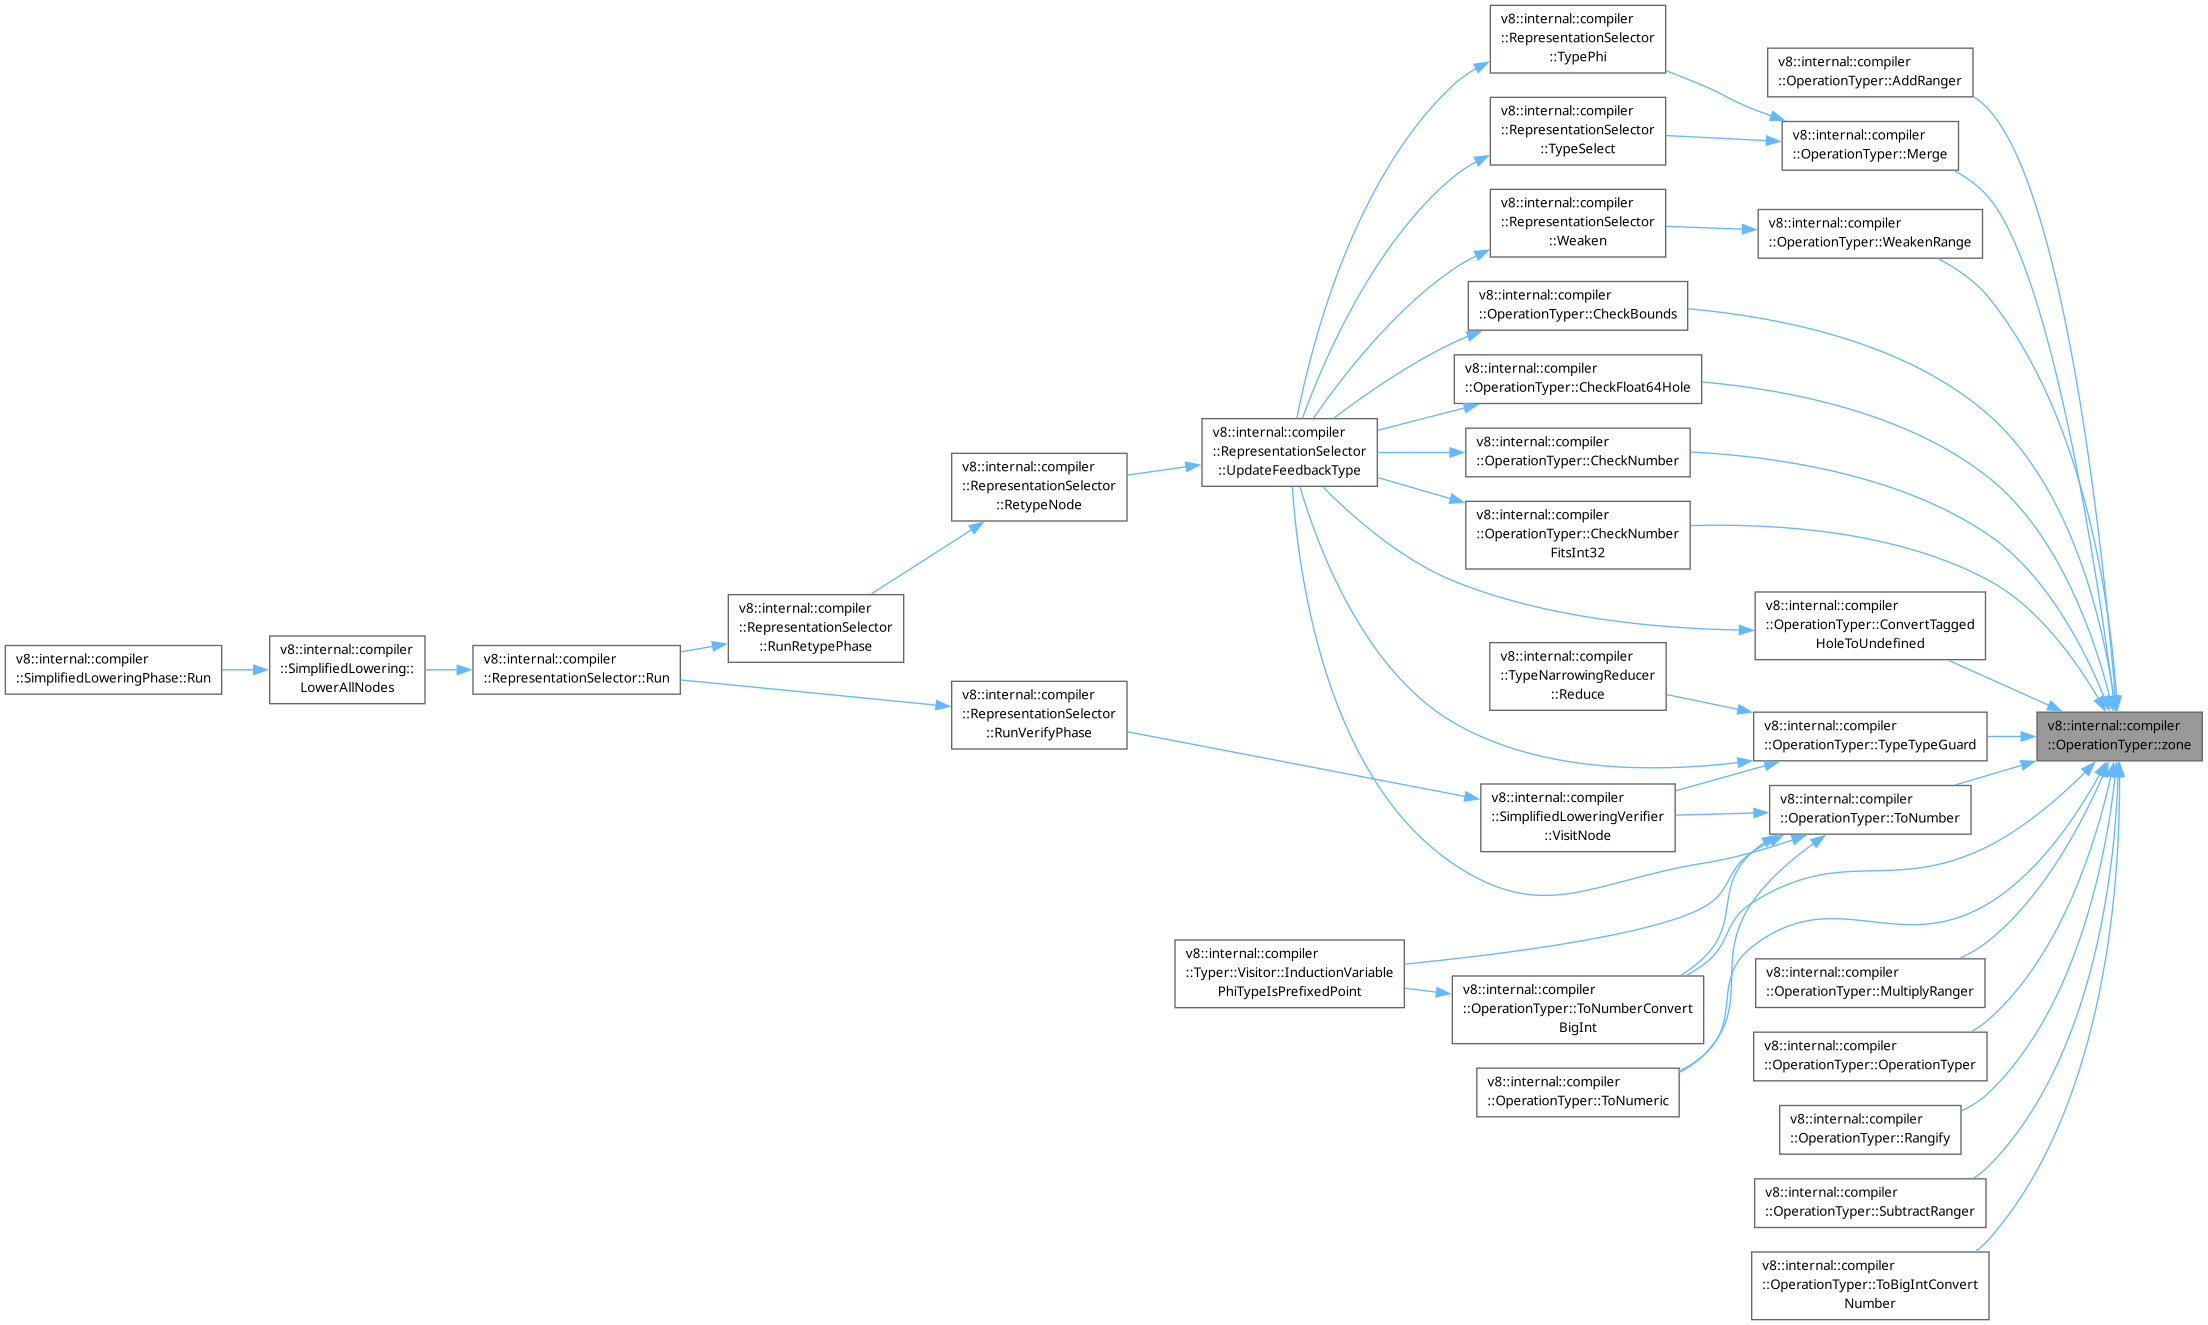 v8::internal::compiler
::RepresentationSelector
::TypePhi
v8::internal::compiler
::OperationTyper::AddRanger
v8::internal::compiler
::RepresentationSelector
::TypeSelect
v8::internal::compiler
::OperationTyper::Merge
v8::internal::compiler
::RepresentationSelector
::Weaken
v8::internal::compiler
::OperationTyper::WeakenRange
v8::internal::compiler
::OperationTyper::CheckBounds
v8::internal::compiler
::OperationTyper::CheckFloat64Hole
v8::internal::compiler
::RepresentationSelector
::UpdateFeedbackType
v8::internal::compiler
::OperationTyper::CheckNumber
v8::internal::compiler
::RepresentationSelector
::RetypeNode
v8::internal::compiler
::OperationTyper::CheckNumber
FitsInt32
v8::internal::compiler
::RepresentationSelector
::RunRetypePhase
v8::internal::compiler
::OperationTyper::ConvertTagged
HoleToUndefined
v8::internal::compiler
::SimplifiedLoweringPhase::Run
v8::internal::compiler
::SimplifiedLowering::
LowerAllNodes
v8::internal::compiler
::RepresentationSelector::Run
v8::internal::compiler
::TypeNarrowingReducer
::Reduce
v8::internal::compiler
::RepresentationSelector
::RunVerifyPhase
v8::internal::compiler
::OperationTyper::TypeTypeGuard
v8::internal::compiler
::OperationTyper::zone
v8::internal::compiler
::SimplifiedLoweringVerifier
::VisitNode
v8::internal::compiler
::OperationTyper::ToNumber
v8::internal::compiler
::Typer::Visitor::InductionVariable
PhiTypeIsPrefixedPoint
v8::internal::compiler
::OperationTyper::ToNumberConvert
BigInt
v8::internal::compiler
::OperationTyper::MultiplyRanger
v8::internal::compiler
::OperationTyper::OperationTyper
v8::internal::compiler
::OperationTyper::ToNumeric
v8::internal::compiler
::OperationTyper::Rangify
v8::internal::compiler
::OperationTyper::SubtractRanger
v8::internal::compiler
::OperationTyper::ToBigIntConvert
Number